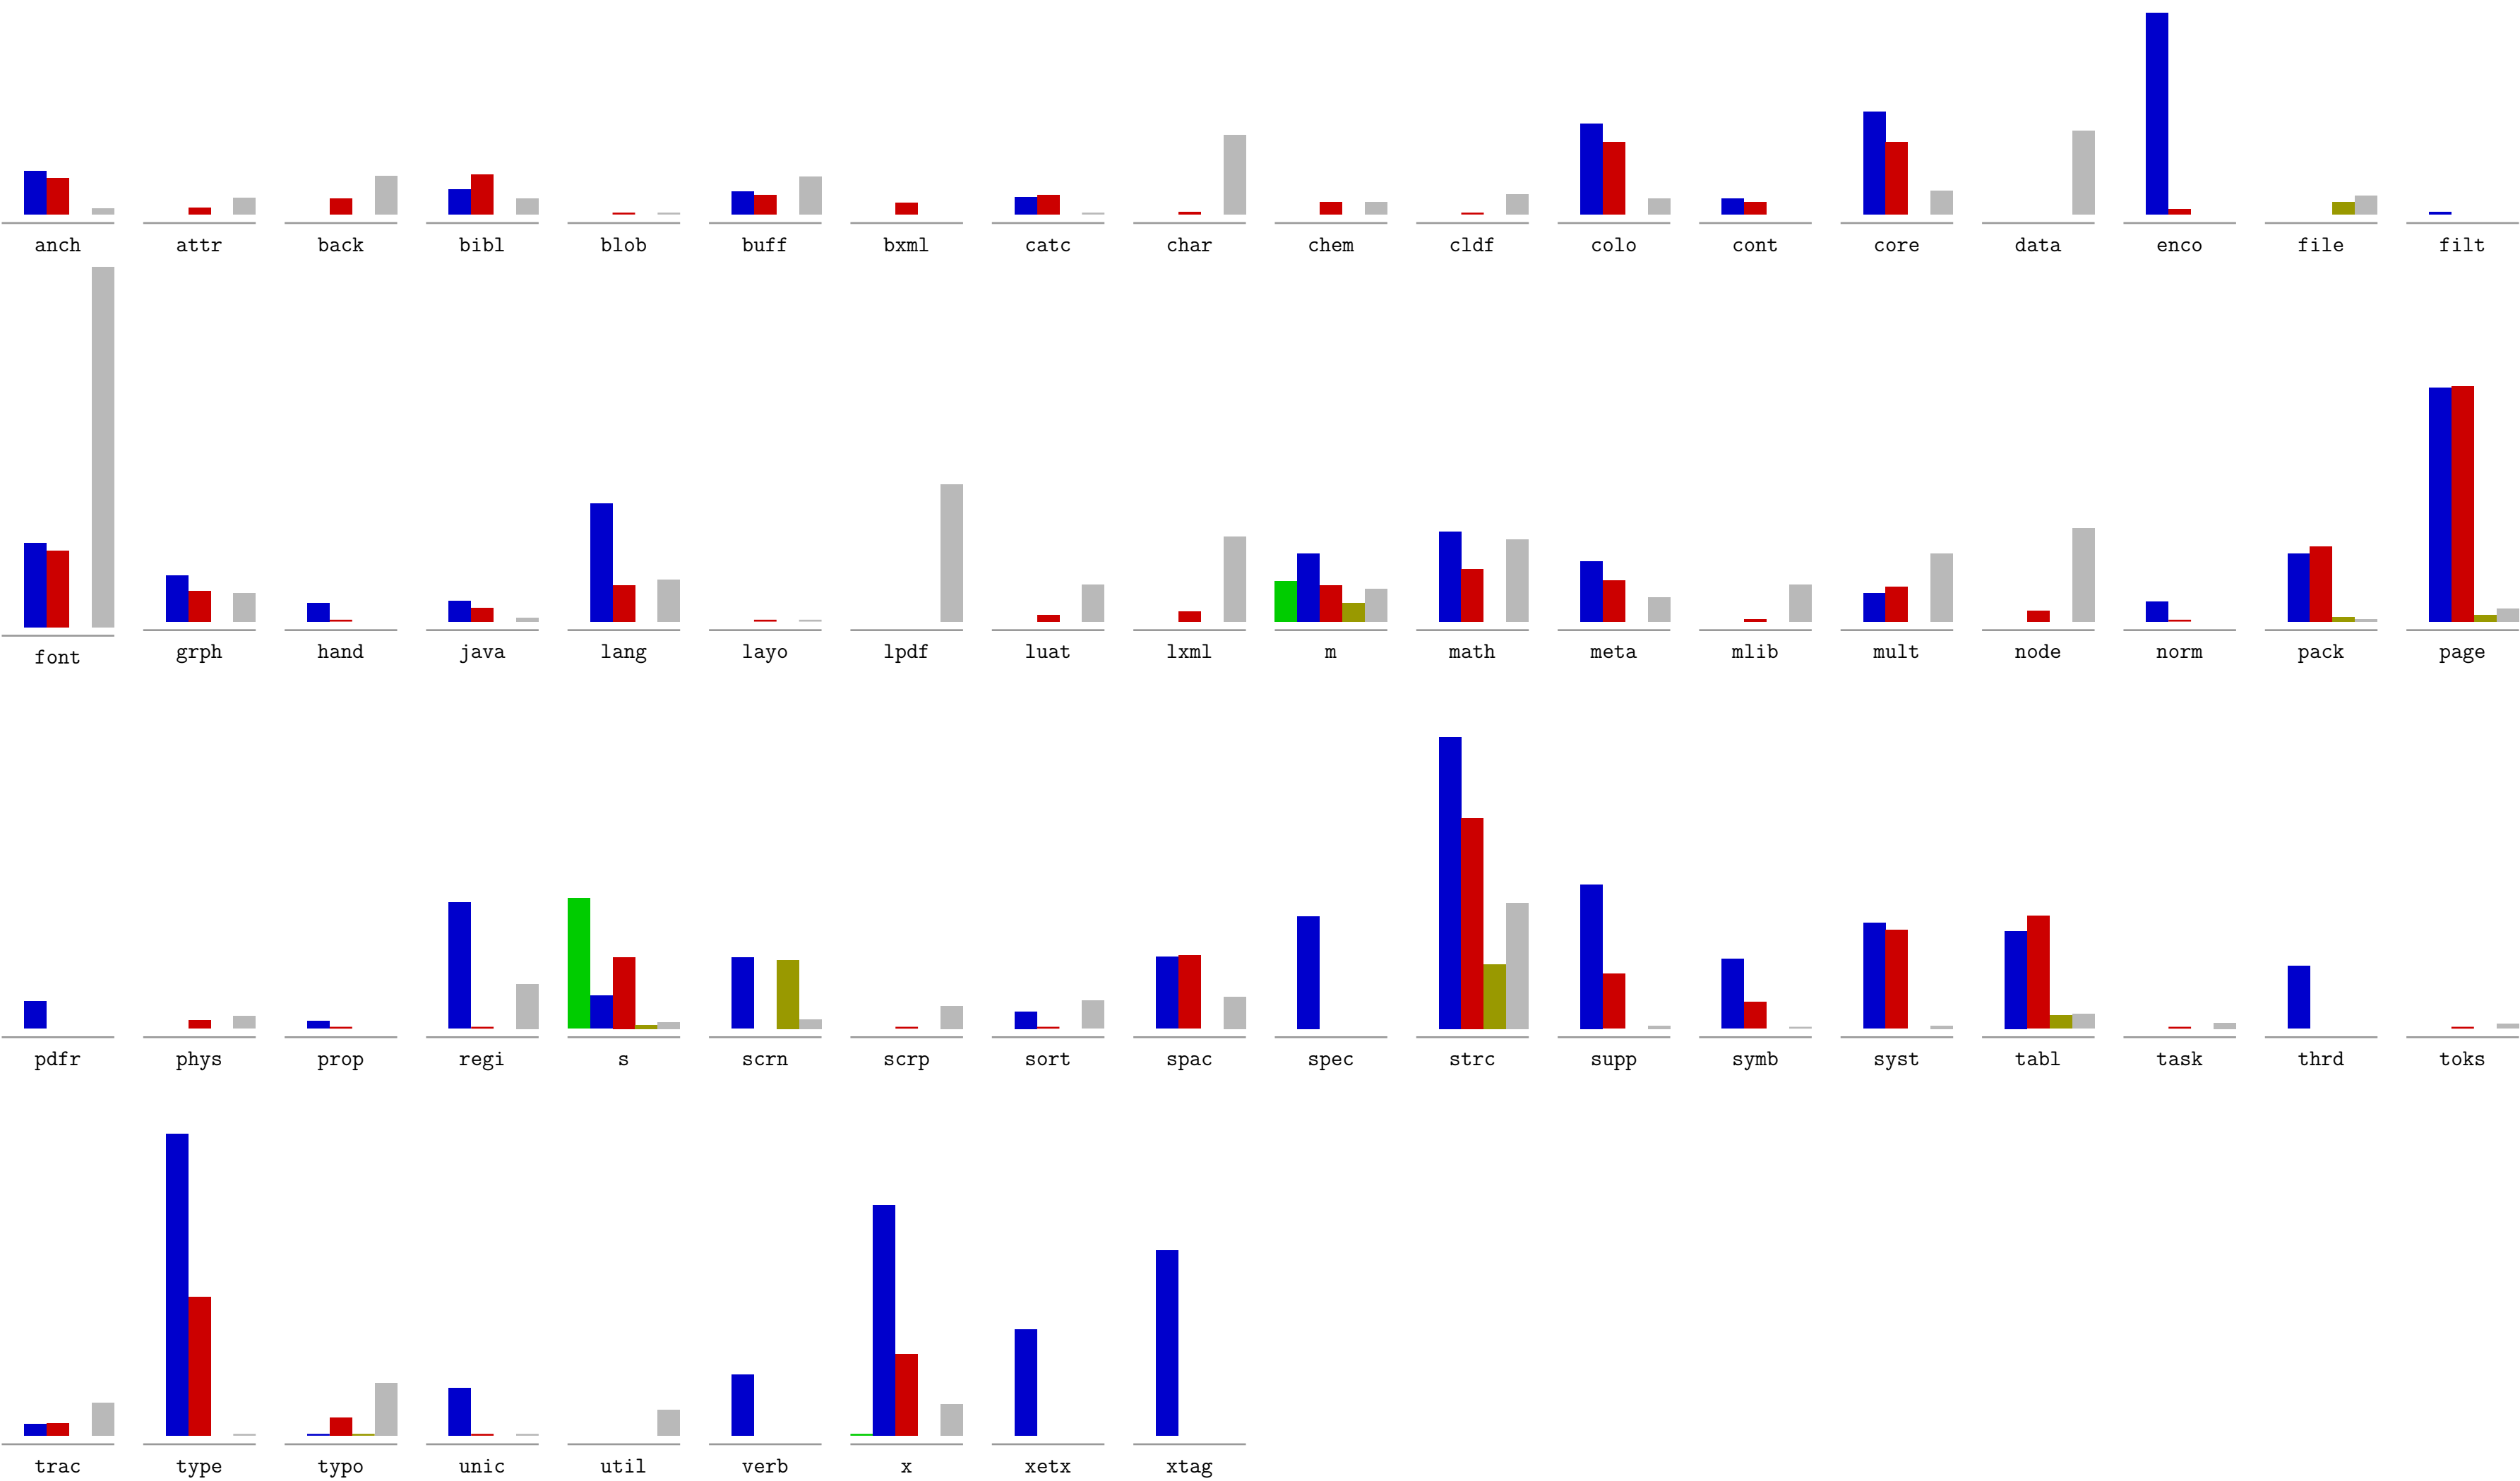 anch attr back bibl blob buff bxml catc char chem cldf colo cont core data enco file filt
font grph hand java lang layo lpdf luat lxml m math meta mlib mult node norm pack page
pdfr phys prop regi s scrn scrp sort spac spec strc supp symb syst tabl task thrd toks
trac type typo unic util verb x xetx xtag